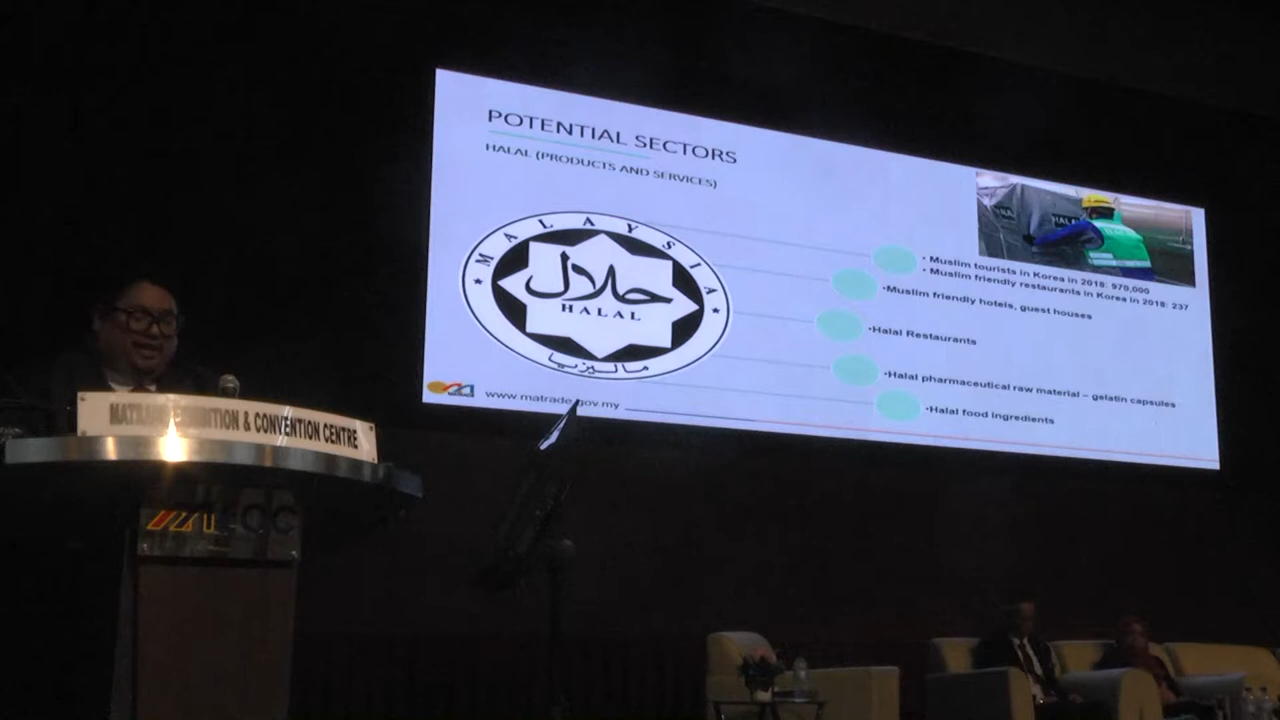 POTENTIAL SECTORS
HALAL (PRODUCTS AND SERVICES)
MALAYSIA
حلال
HALAL
ماليزيا
• Muslim tourists in Korea in 2018: 970,000
• Muslim friendly restaurants in Korea in 2018: 237
•Muslim friendly hotels, guest houses
•Halal Restaurants
•Halal pharmaceutical raw material – gelatin capsules
•Halal food ingredients
www.matrade.gov.my
MATRADE EXHIBITION & CONVENTION CENTRE